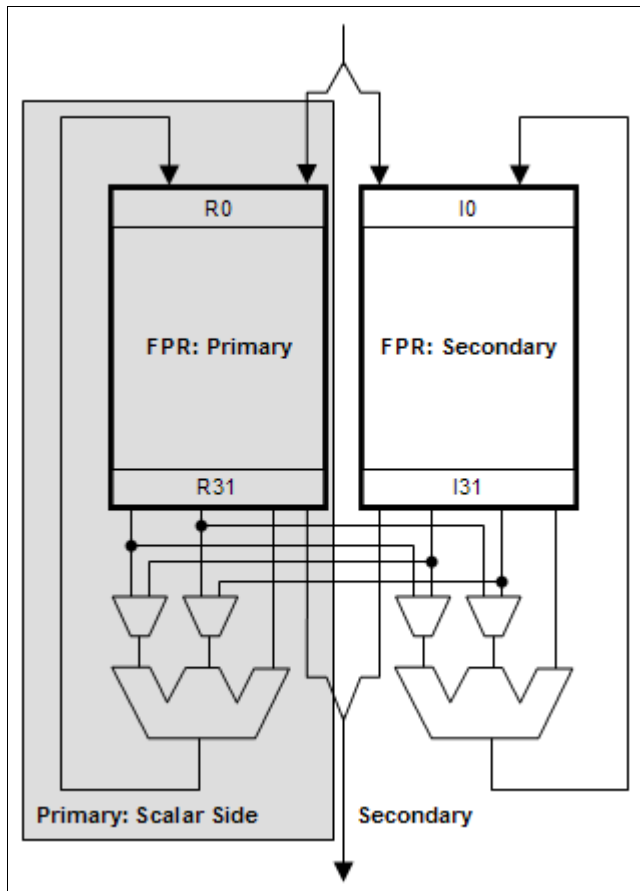 R0
I0
FPR: Primary
FPR: Secondary
R31
I31
Primary: Scalar Side
Secondary